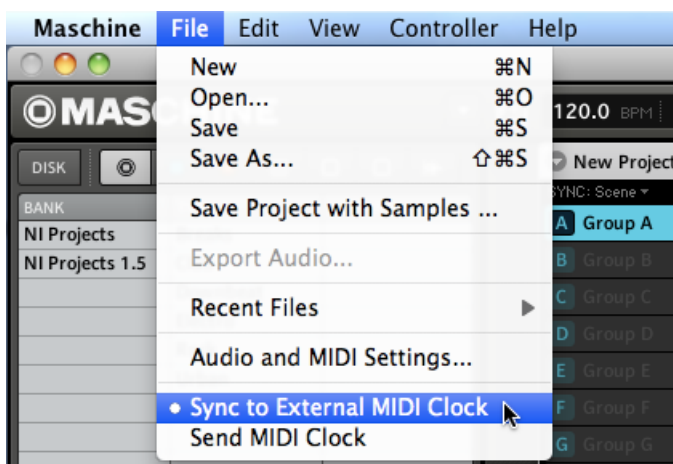 Maschine File Edit View Controller Help
New ⌘N
Open... ⌘O
Save ⌘S
Save As... ⇧⌘S
Save Project with Samples ...
Export Audio...
Recent Files
Audio and MIDI Settings...
Sync to External MIDI Clock
Send MIDI Clock
MAS
DISK
BANK
NI Projects
NI Projects 1.5
120.0 BPM
New Projec
SYNC: Scene
A Group A
B Group B
C Group C
D Group D
E Group E
F Group F
G Group G